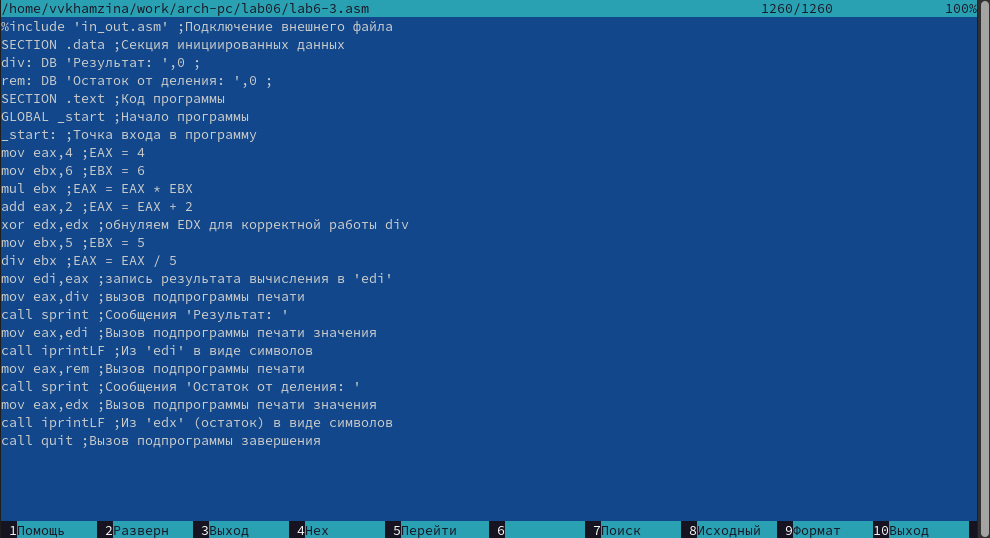 /home/vvkhamzina/work/arch-pc/lab06/lab6-3.asm 1260/1260 100%
%include 'in_out.asm' ;Подключение внешнего файла
SECTION .data ;Секция инициированных данных
div: DB 'Результат: ',0 ;
rem: DB 'Остаток от деления: ',0 ;
SECTION .text ;Код программы
GLOBAL _start ;Начало программы
_start: ;Точка входа в программу
mov eax,4 ;EAX = 4
mov ebx,6 ;EBX = 6
mul ebx ;EAX = EAX * EBX
add eax,2 ;EAX = EAX + 2
xor edx,edx ;обнуляем EDX для корректной работы div
mov ebx,5 ;EBX = 5
div ebx ;EAX = EAX / 5
mov edi,eax ;запись результата вычисления в 'edi'
mov eax,div ;вызов подпрограммы печати
call sprint ;Сообщения 'Результат: '
mov eax,edi ;Вызов подпрограммы печати значения
call iprintLF ;Из 'edi' в виде символов
mov eax,rem ;Вызов подпрограммы печати
call sprint ;Сообщения 'Остаток от деления: '
mov eax,edx ;Вызов подпрограммы печати значения
call iprintLF ;Из 'edx' (остаток) в виде символов
call quit ;Вызов подпрограммы завершения
1Помощь 2Разверн 3Выход 4Hex 5Перейти 6 7Поиск 8Исходный 9Формат 10Выход